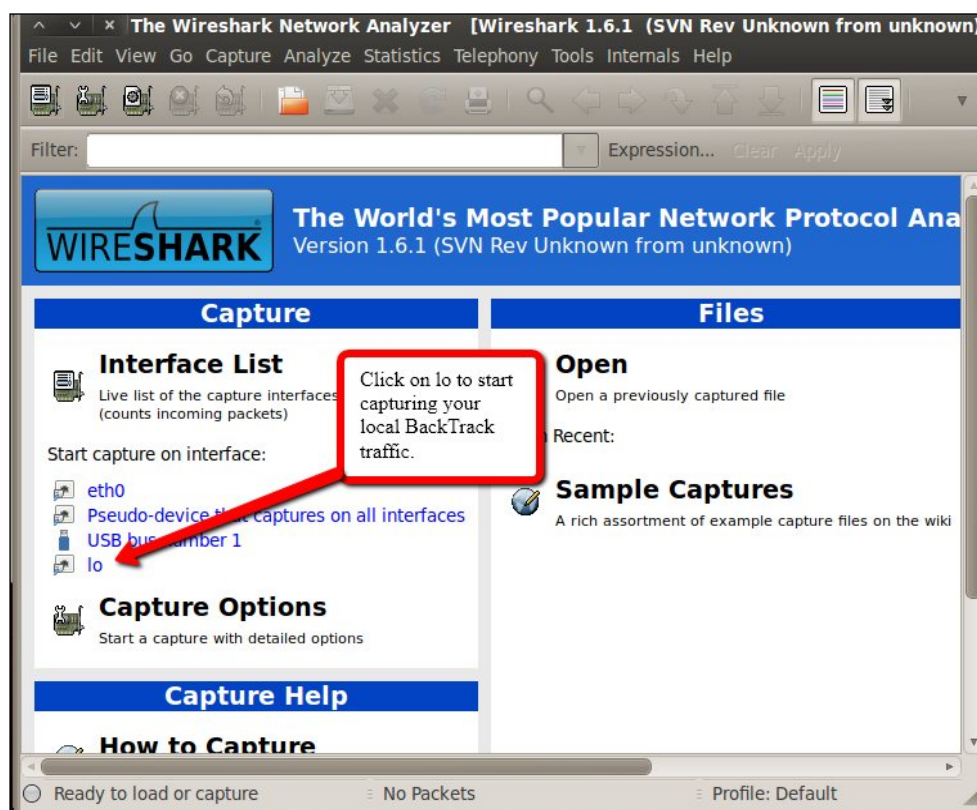 The Wireshark Network Analyzer [Wireshark 1.6.1 (SVN Rev Unknown from unknown)
File Edit View Go Capture Analyze Statistics Telephony Tools Internals Help
Filter:
Expression... Clear Apply
WIRESHARK
The World's Most Popular Network Protocol Ana
Version 1.6.1 (SVN Rev Unknown from unknown)
Capture
Interface List
Live list of the capture interfaces
(counts incoming packets)
Start capture on interface:
eth0
Pseudo-device that captures on all interfaces
USB bus number 1
lo
Capture Options
Start a capture with detailed options
Capture Help
How to Capture
Click on lo to start
capturing your
local BackTrack
traffic.
Files
Open
Open a previously captured file
Recent:
Sample Captures
A rich assortment of example capture files on the wiki
Ready to load or capture
No Packets
Profile: Default